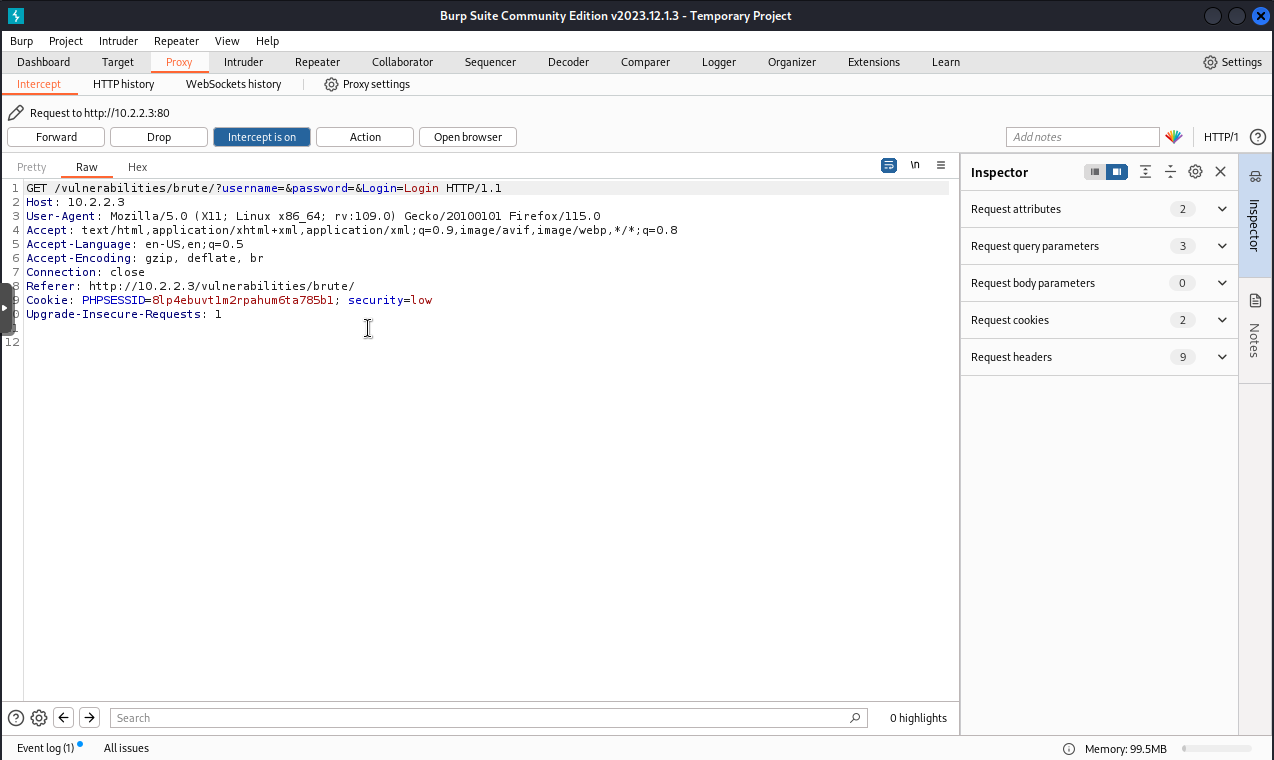 Burp Suite Community Edition v2023.12.1.3 - Temporary Project
Burp Project Intruder Repeater View Help
Dashboard Target Proxy Intruder Repeater Collaborator Sequencer Decoder Comparer Logger Organizer Extensions Learn Settings
Intercept HTTP history WebSockets history Proxy settings
Request to http://10.2.2.3:80
Forward Drop Intercept is on Action Open browser Add notes HTTP/1
Pretty Raw Hex \n
1 GET /vulnerabilities/brute/?username=&password=&Login=Login HTTP/1.1
2 Host: 10.2.2.3
3 User-Agent: Mozilla/5.0 (X11; Linux x86_64; rv:109.0) Gecko/20100101 Firefox/115.0
4 Accept: text/html,application/xhtml+xml,application/xml;q=0.9,image/avif,image/webp,*/*;q=0.8
5 Accept-Language: en-US,en;q=0.5
6 Accept-Encoding: gzip, deflate, br
7 Connection: close
8 Referer: http://10.2.2.3/vulnerabilities/brute/
9 Cookie: PHPSESSID=8lp4ebuvt1m2rpahum6ta785b1; security=low
0 Upgrade-Insecure-Requests: 1
12
Inspector
Request attributes 2
Request query parameters 3
Request body parameters 0
Request cookies 2
Request headers 9
Inspector
Notes
Search 0 highlights
Event log (1) All issues Memory: 99.5MB